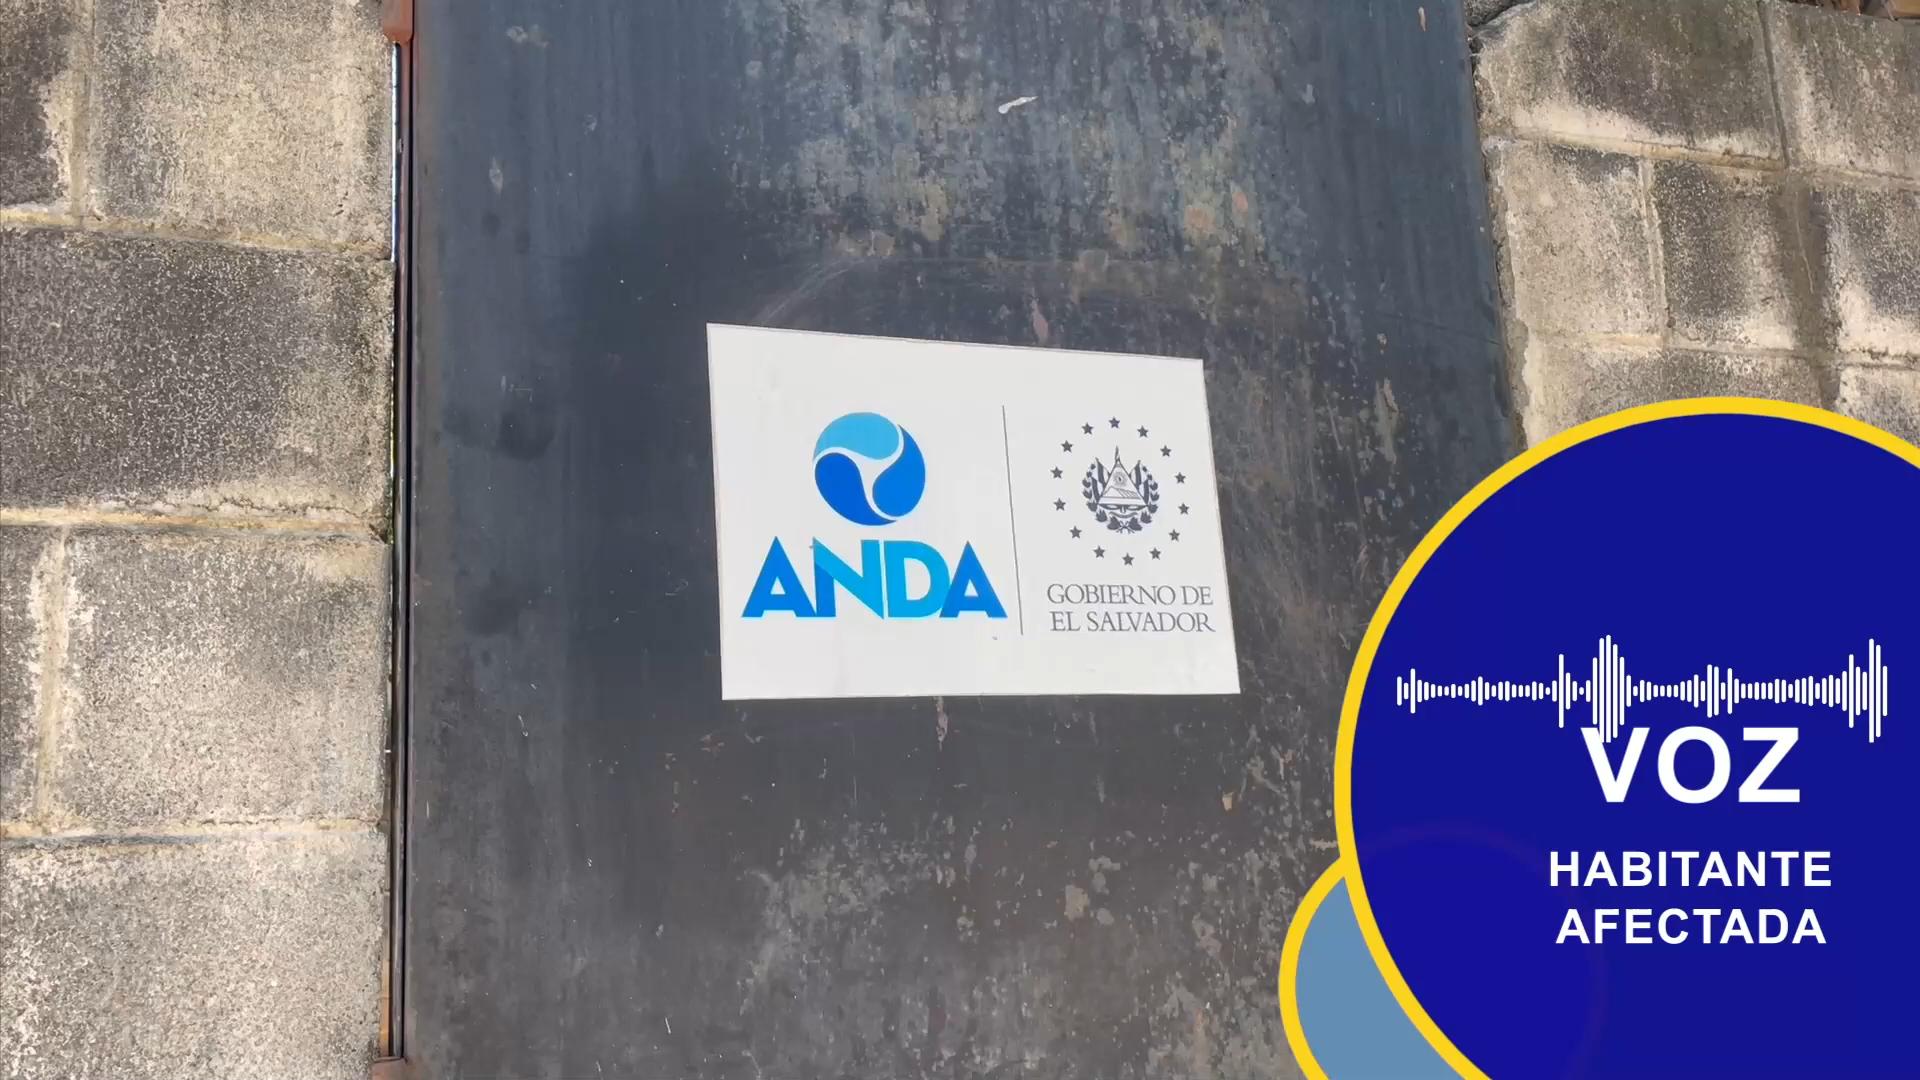 ANDA
GOBIERNO DE
EL SALVADOR
VOZ
HABITANTE
AFECTADA